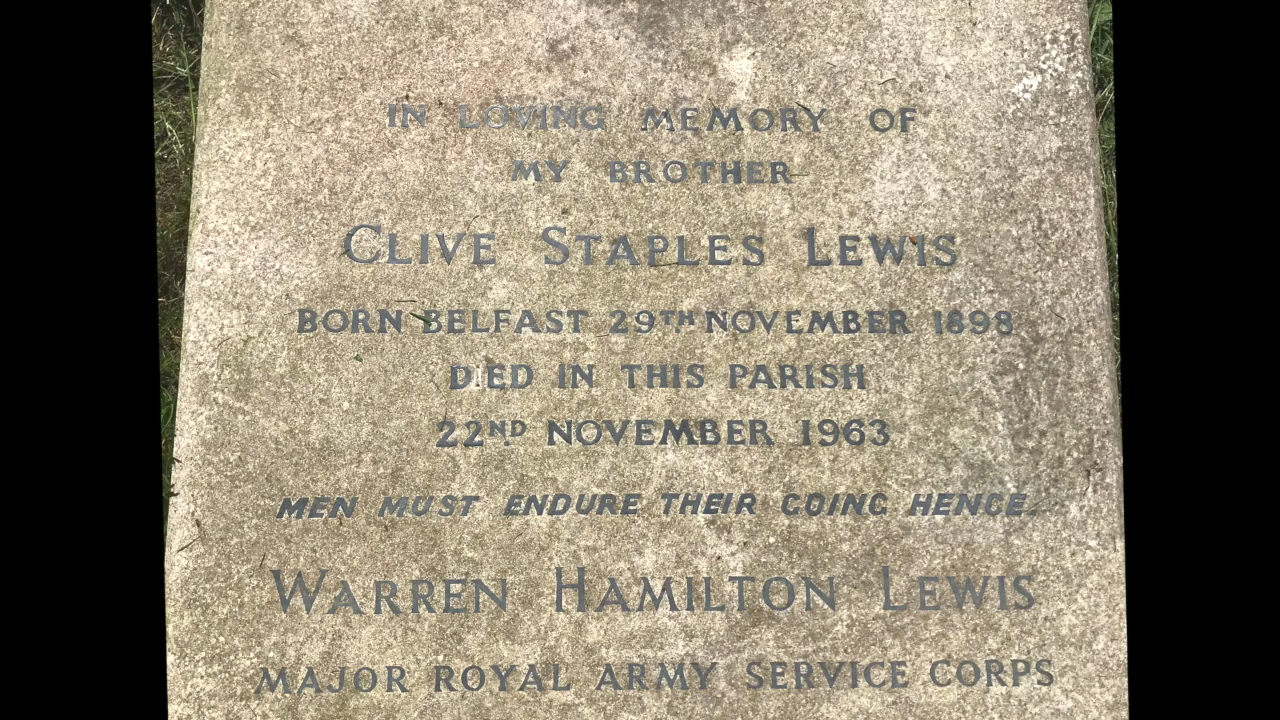 IN LOVING MEMORY OF
MY BROTHER
CLIVE STAPLES LEWIS
BORN BELFAST 29TH NOVEMBER 1898
DIED IN THIS PARISH
22ND NOVEMBER 1963
MEN MUST ENDURE THEIR GOING HENCE.
WARREN HAMILTON LEWIS
MAJOR ROYAL ARMY SERVICE CORPS